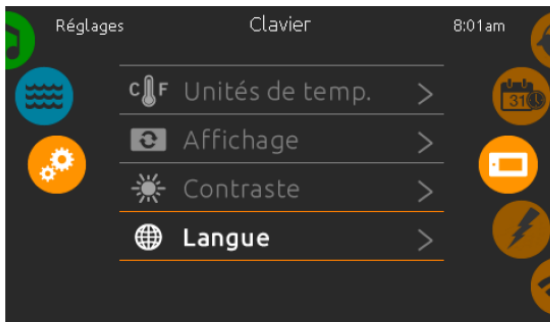 Réglages Clavier 8:01am
C F Unités de temp.
Affichage
Contraste
Langue
31